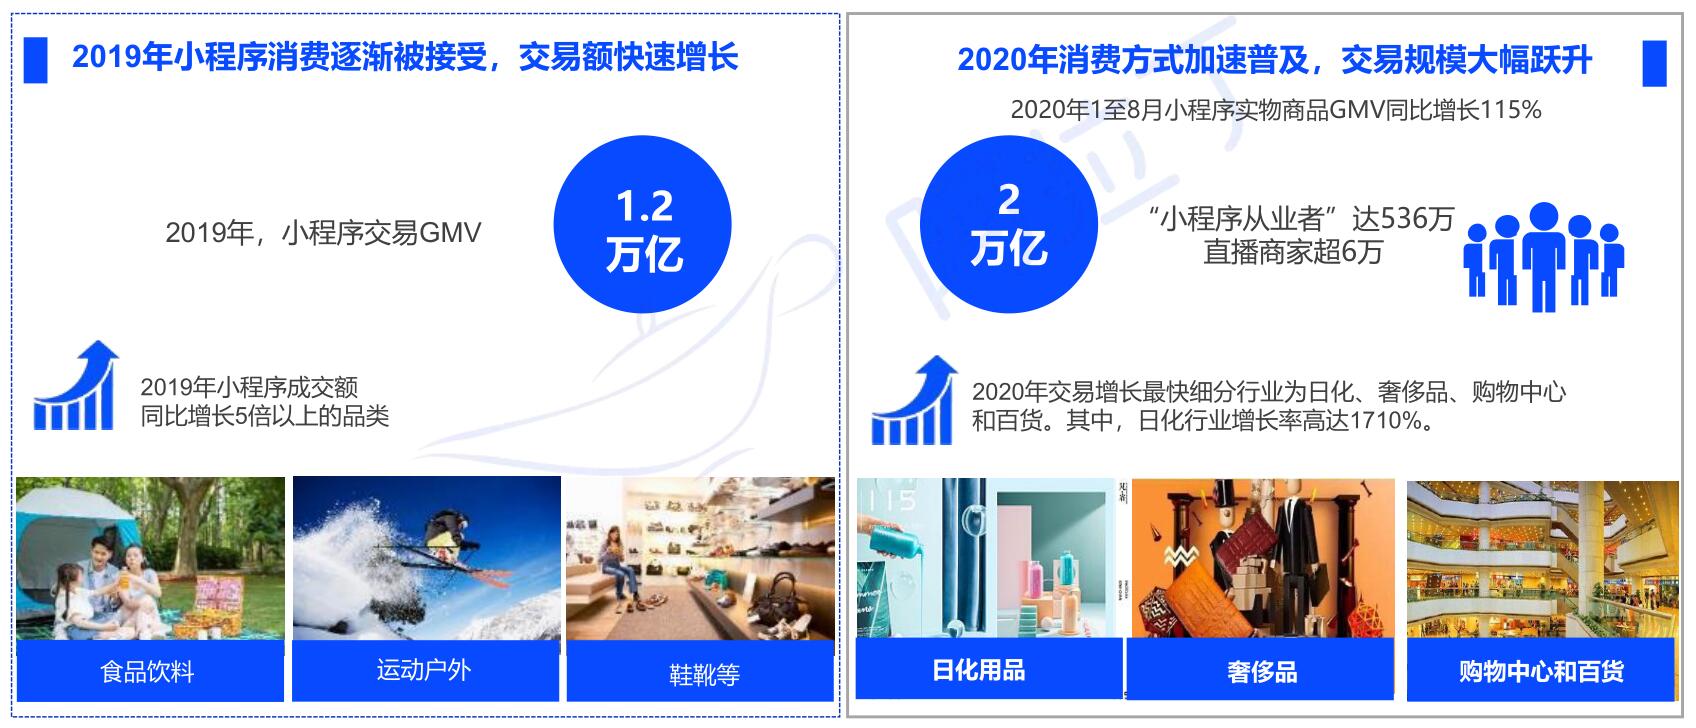 2019年小程序消费逐渐被接受，交易额快速增长
2019年，小程序交易GMV
1.2
万亿
2019年小程序成交额
同比增长5倍以上的品类
食品饮料
运动户外
鞋靴等
2020年消费方式加速普及，交易规模大幅跃升
2020年1至8月小程序实物商品GMV同比增长115%
2
万亿
“小程序从业者”达536万
直播商家超6万
2020年交易增长最快细分行业为日化、奢侈品、购物中心
和百货。其中，日化行业增长率高达1710%。
115
日化用品
奢侈品
购物中心和百货